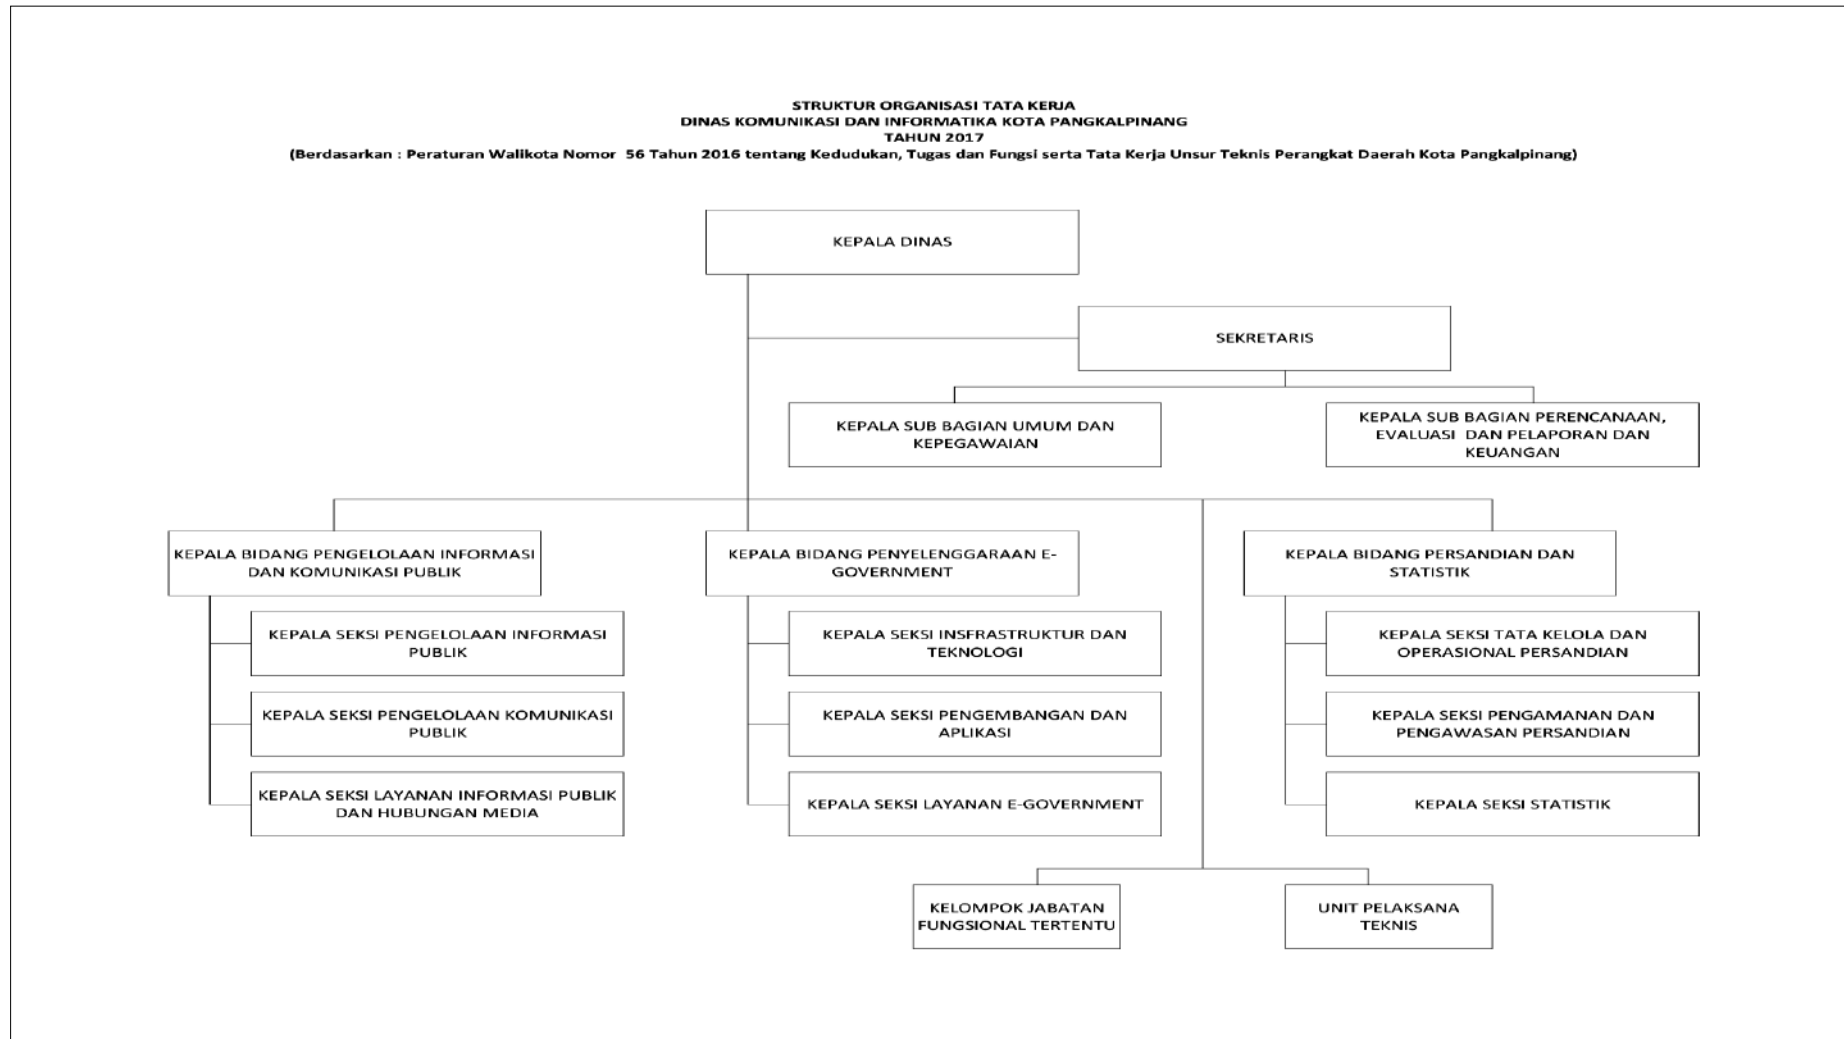 STRUKTUR ORGANISASI TATA KERJA
DINAS KOMUNIKASI DAN INFORMATIKA KOTA PANGKALPINANG
TAHUN 2017
(Berdasarkan : Peraturan Walikota Nomor 56 Tahun 2016 tentang Kedudukan, Tugas dan Fungsi serta Tata Kerja Unsur Teknis Perangkat Daerah Kota Pangkalpinang)
KEPALA DINAS
SEKRETARIS
KEPALA SUB BAGIAN UMUM DAN
KEPEGAWAIAN
KEPALA SUB BAGIAN PERENCANAAN,
EVALUASI DAN PELAPORAN DAN
KEUANGAN
KEPALA BIDANG PENGELOLAAN INFORMASI
DAN KOMUNIKASI PUBLIK
KEPALA SEKSI PENGELOLAAN INFORMASI
PUBLIK
KEPALA SEKSI PENGELOLAAN KOMUNIKASI
PUBLIK
KEPALA SEKSI LAYANAN INFORMASI PUBLIK
DAN HUBUNGAN MEDIA
KEPALA BIDANG PENYELENGGARAAN E-
GOVERNMENT
KEPALA SEKSI INSFRASTRUKTUR DAN
TEKNOLOGI
KEPALA SEKSI PENGEMBANGAN DAN
APLIKASI
KEPALA SEKSI LAYANAN E-GOVERNMENT
KEPALA BIDANG PERSANDIAN DAN
STATISTIK
KEPALA SEKSI TATA KELOLA DAN
OPERASIONAL PERSANDIAN
KEPALA SEKSI PENGAMANAN DAN
PENGAWASAN PERSANDIAN
KEPALA SEKSI STATISTIK
KELOMPOK JABATAN
FUNGSIONAL TERTENTU
UNIT PELAKSANA
TEKNIS